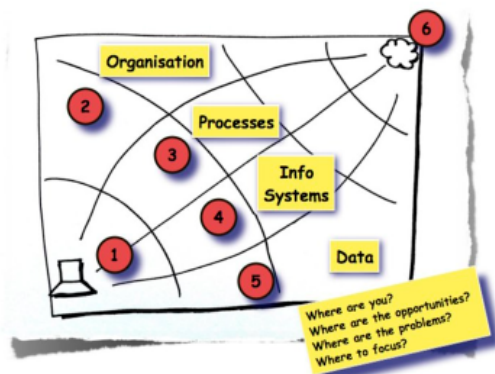 6
Organisation
2
Processes
3
Info
Systems
4
1
Data
5
Where are you?
Where are the opportunities?
Where are the problems?
Where to focus?